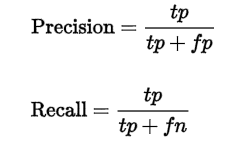 Precision = tp / (tp + fp)
Recall = tp / (tp + fn)